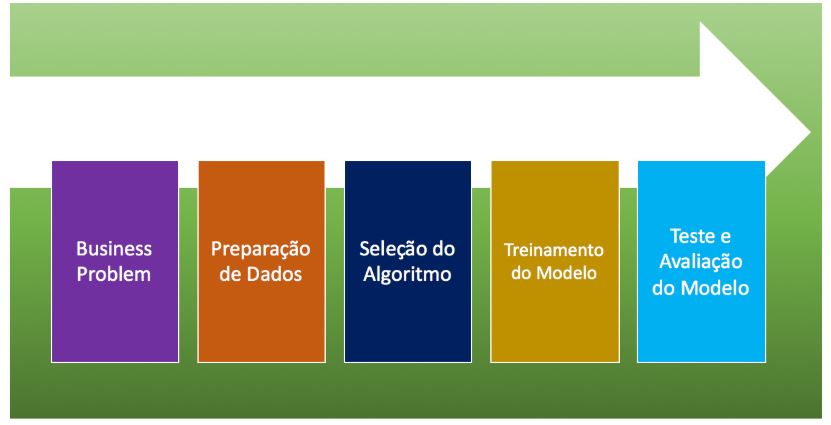 Business
Problem
Preparação
de Dados
Seleção do
Algoritmo
Treinamento
do Modelo
Teste e
Avaliação
do Modelo